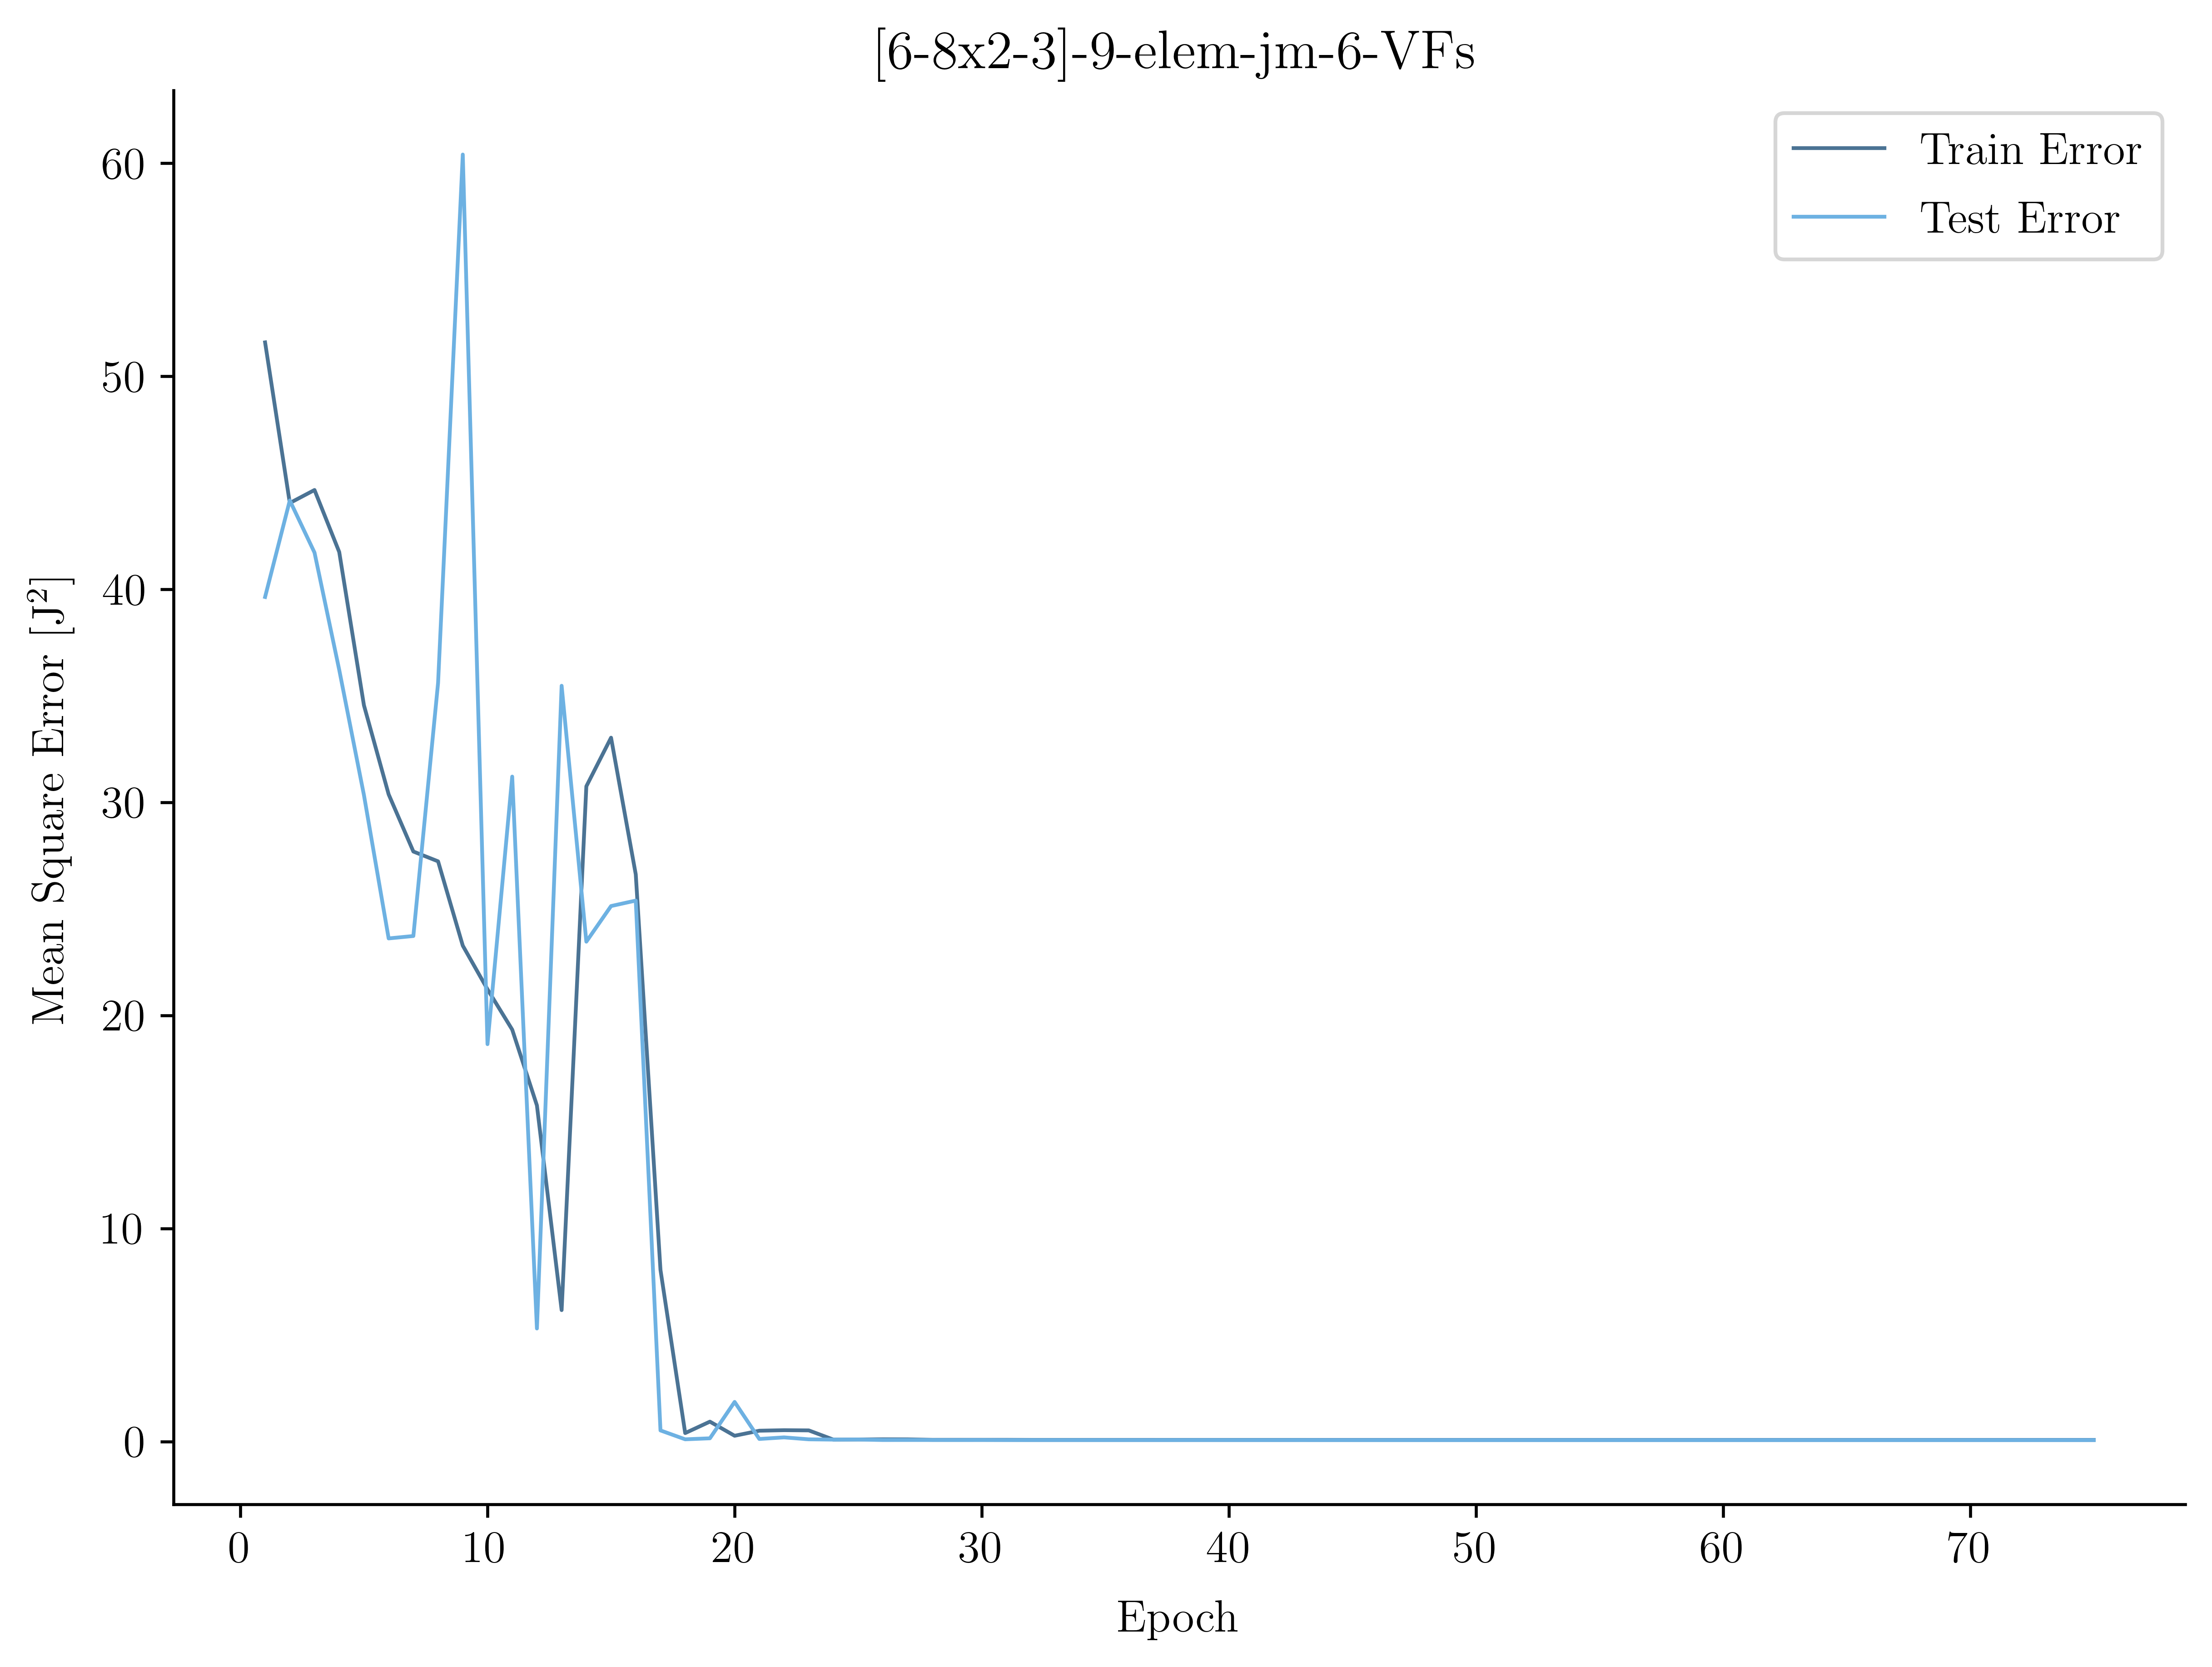 [6-8x2-3]-9-elem-jm-6-VFs
Train Error
Test Error
Mean Square Error [J²]
60
50
40
30
20
10
0
0 10 20 30 40 50 60 70
Epoch